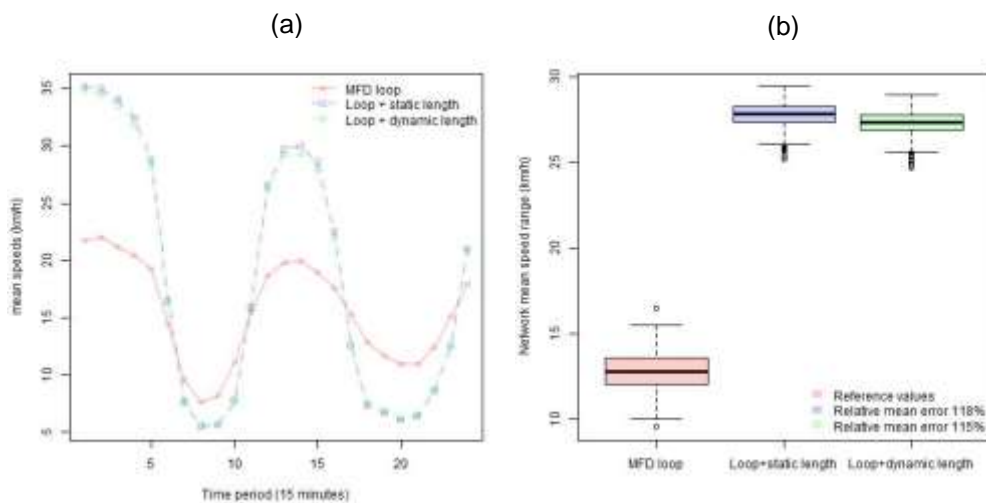 (a)
(b)
MFD loop
Loop + static length
Loop + dynamic length
mean speeds (km/h)
5
10
15
20
25
30
35
5
10
15
20
Time period (15 minutes)
Network mean speed range (km/h)
10
15
20
25
30
Reference values
Relative mean error 118%
Relative mean error 115%
MFD loop
Loop+static length
Loop+dynamic length